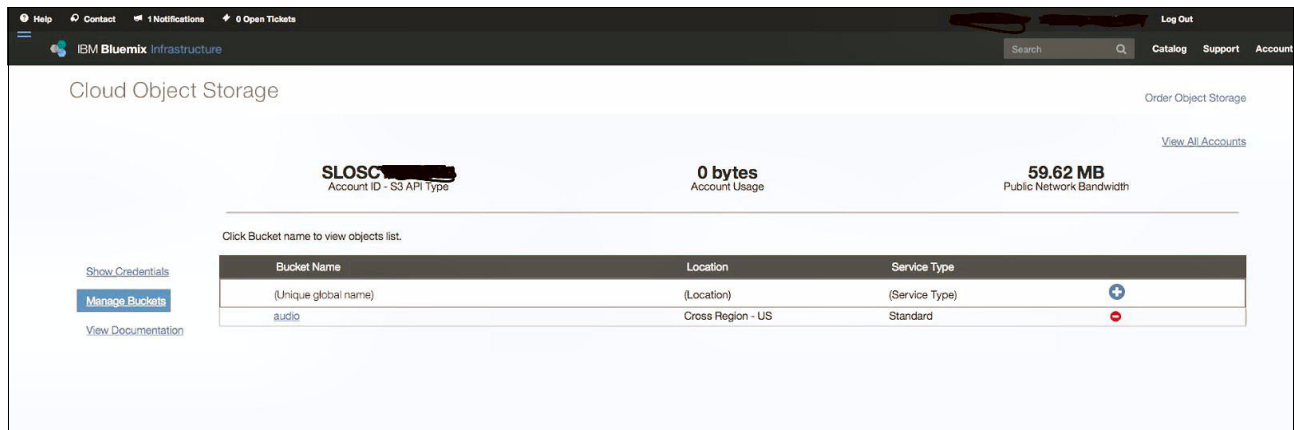 Help Contact 1 Notifications 0 Open Tickets Log Out
IBM Bluemix Infrastructure Search Catalog Support Account
Cloud Object Storage
Order Object Storage
View All Accounts
SLOSC 0 bytes 59.62 MB
Account ID - S3 API Type Account Usage Public Network Bandwidth
Click Bucket name to view objects list.
Show Credentials
Manage Buckets
View Documentation
Bucket Name Location Service Type
(Unique global name) (Location) (Service Type)
audio Cross Region - US Standard